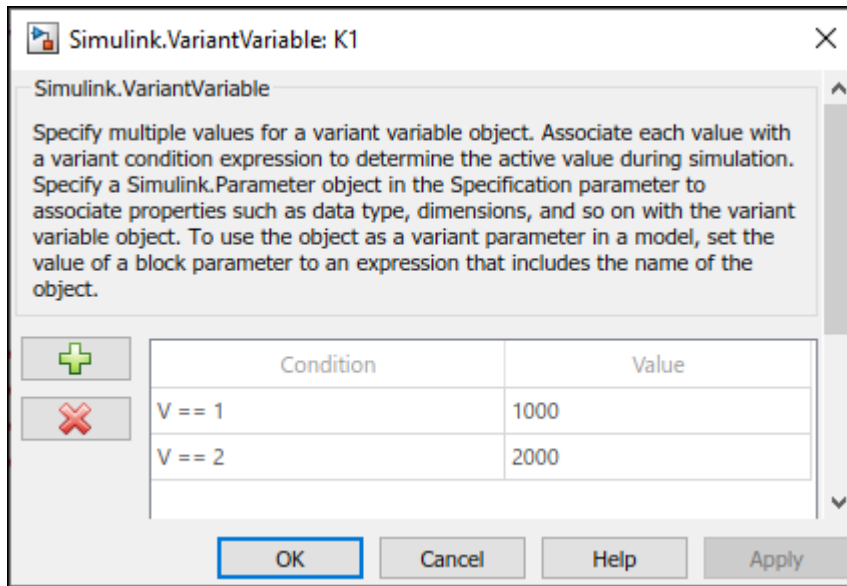 Simulink.VariantVariable: K1
Simulink.VariantVariable
Specify multiple values for a variant variable object. Associate each value with
a variant condition expression to determine the active value during simulation.
Specify a Simulink.Parameter object in the Specification parameter to
associate properties such as data type, dimensions, and so on with the variant
variable object. To use the object as a variant parameter in a model, set the
value of a block parameter to an expression that includes the name of the
object.
Condition Value
V == 1 1000
V == 2 2000
OK Cancel Help Apply